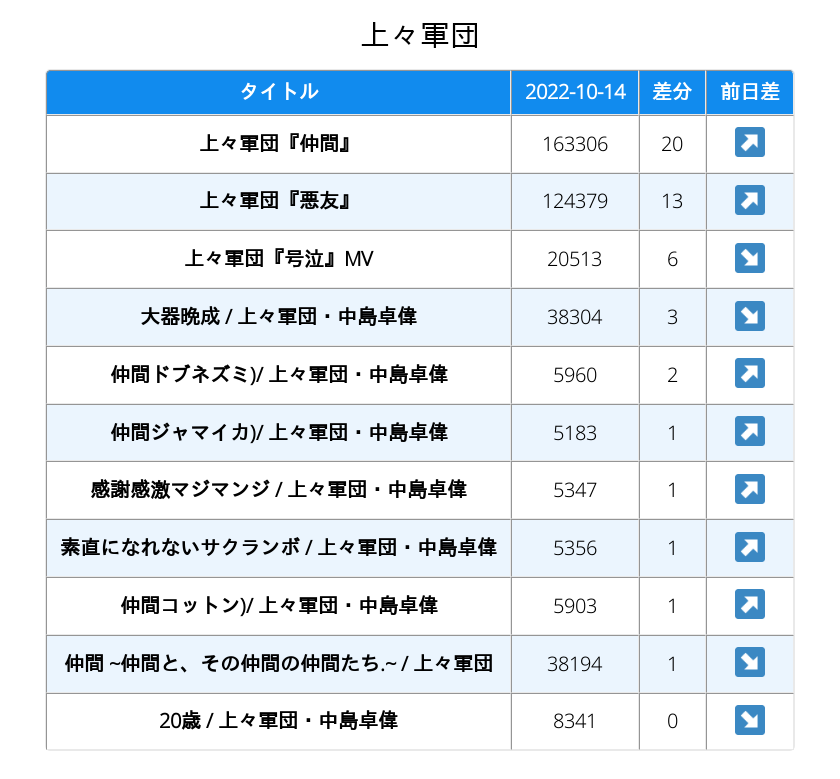 上々軍団
タイトル 2022-10-14 差分 前日差
上々軍団『仲間』 163306 20 ↗
上々軍団『悪友』 124379 13 ↗
上々軍団『号泣』MV 20513 6 ↘
大器晩成 / 上々軍団・中島卓偉 38304 3 ↘
仲間ドブネズミ)/ 上々軍団・中島卓偉 5960 2 ↗
仲間ジャマイカ)/ 上々軍団・中島卓偉 5183 1 ↗
感謝感激マジマンジ / 上々軍団・中島卓偉 5347 1 ↗
素直になれないサクランボ / 上々軍団・中島卓偉 5356 1 ↗
仲間コットン)/ 上々軍団・中島卓偉 5903 1 ↗
仲間 ~仲間と、その仲間の仲間たち.~ / 上々軍団 38194 1 ↘
20歳 / 上々軍団・中島卓偉 8341 0 ↘